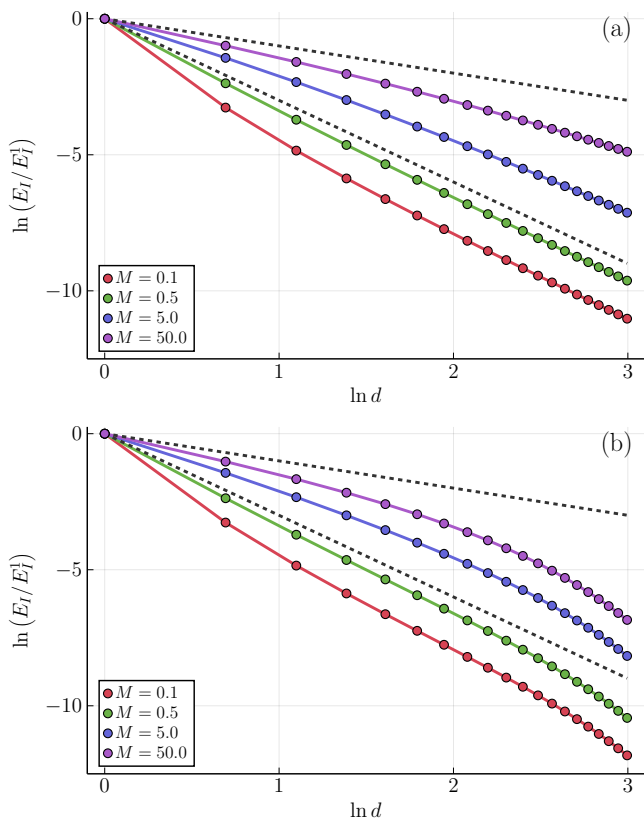 (a)
ln (E_I/E_I^1)
0
−5
−10
M = 0.1
M = 0.5
M = 5.0
M = 50.0
0 1 2 3
ln d
(b)
ln (E_I/E_I^1)
0
−5
−10
M = 0.1
M = 0.5
M = 5.0
M = 50.0
0 1 2 3
ln d